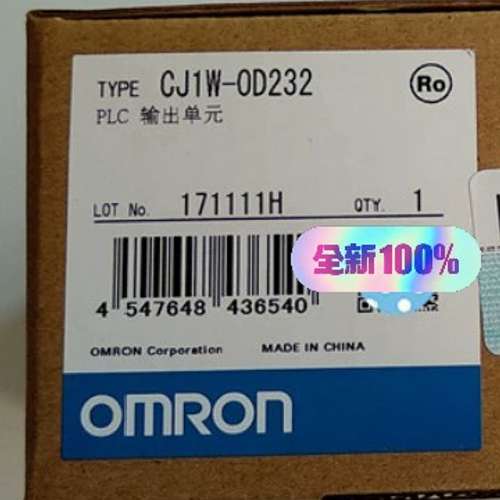 TYPE CJ1W-OD232
Ro
PLC 输出单元
LOT No. 171111H QTY. 1
全新100%
4 547648 436540
OMRON Corporation MADE IN CHINA
OMRON